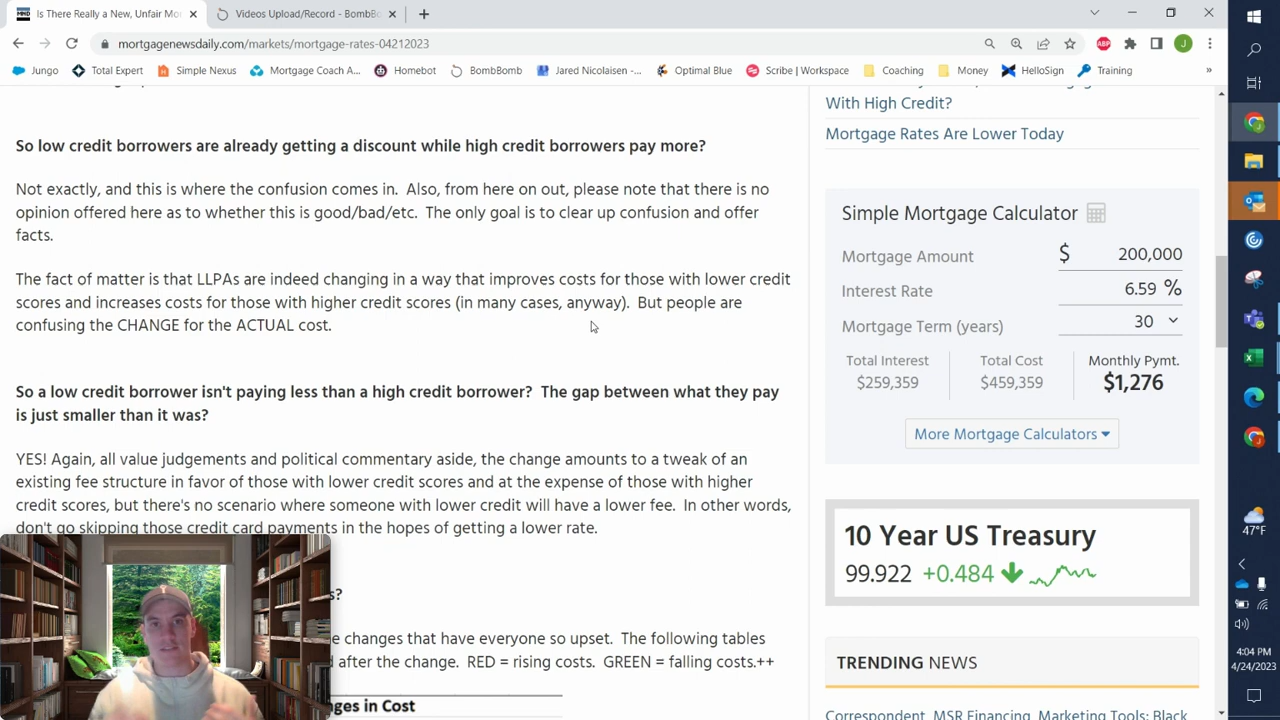 Is There Really a New, Unfair Mo
Videos Upload/Record - BombBo
mortgagenewsdaily.com/markets/mortgage-rates-04212023
ABP
J
Jungo
Total Expert
Simple Nexus
Mortgage Coach A...
Homebot
BombBomb
Jared Nicolaisen -...
Optimal Blue
Scribe | Workspace
Coaching
Money
HelloSign
Training
»
So low credit borrowers are already getting a discount while high credit borrowers pay more?
Not exactly, and this is where the confusion comes in. Also, from here on out, please note that there is no
opinion offered here as to whether this is good/bad/etc. The only goal is to clear up confusion and offer
facts.
The fact of matter is that LLPAs are indeed changing in a way that improves costs for those with lower credit
scores and increases costs for those with higher credit scores (in many cases, anyway). But people are
confusing the CHANGE for the ACTUAL cost.
So a low credit borrower isn't paying less than a high credit borrower? The gap between what they pay
is just smaller than it was?
YES! Again, all value judgements and political commentary aside, the change amounts to a tweak of an
existing fee structure in favor of those with lower credit scores and at the expense of those with higher
credit scores, but there's no scenario where someone with lower credit will have a lower fee. In other words,
don't go skipping those credit card payments in the hopes of getting a lower rate.
s?
e changes that have everyone so upset. The following tables
after the change. RED = rising costs. GREEN = falling costs.++
ges in Cost
With High Credit?
Mortgage Rates Are Lower Today
Simple Mortgage Calculator
Mortgage Amount $ 200,000
Interest Rate 6.59 %
Mortgage Term (years) 30
Total Interest Total Cost Monthly Pymt.
$259,359 $459,359 $1,276
More Mortgage Calculators
10 Year US Treasury
99.922 +0.484
TRENDING NEWS
Correspondent, MSR Financing, Marketing Tools; Black
47°F
4:04 PM
4/24/2023